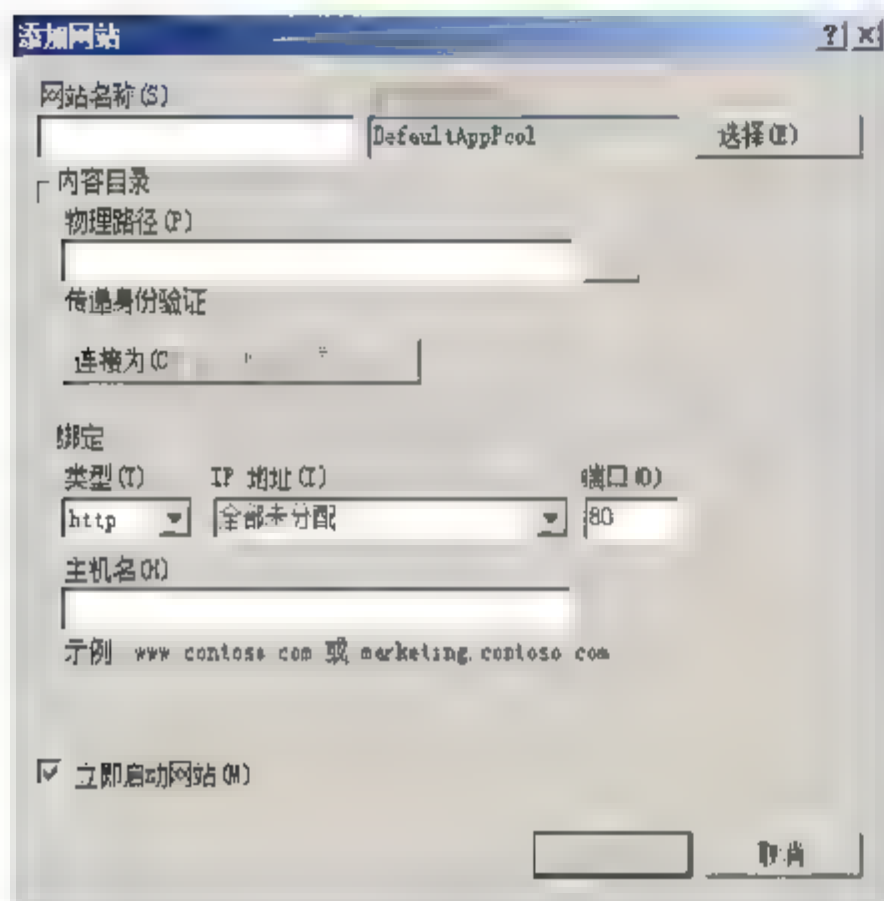 添加网站
网站名称(S)
DefaultAppPool 选择(E)
内容目录
物理路径(P)
传递身份验证
连接为(C
绑定
类型(T) IP 地址(I) 端口(O)
http 全部未分配 80
主机名(H)
示例 www contoso com 或 marketing.contoso com
立即启动网站(M)
取消